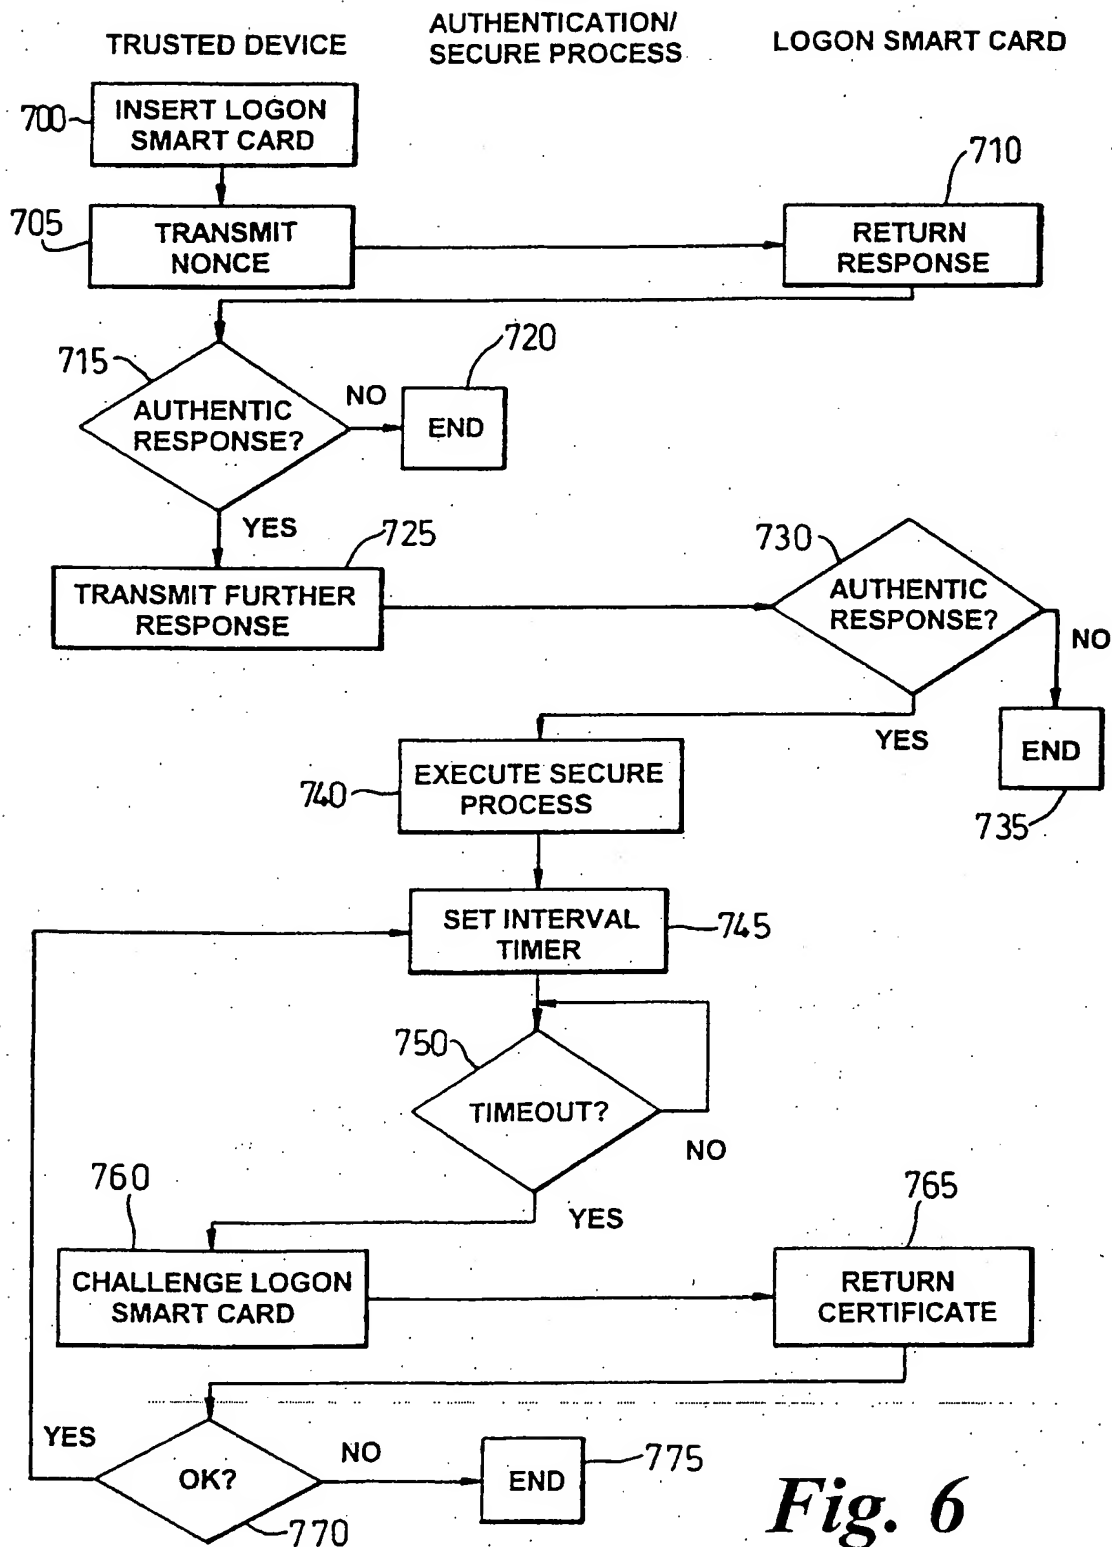 TRUSTED DEVICE
AUTHENTICATION/
SECURE PROCESS
LOGON SMART CARD
700
INSERT LOGON
SMART CARD
705
TRANSMIT
NONCE
710
RETURN
RESPONSE
715
AUTHENTIC
RESPONSE?
NO
720
END
YES
725
TRANSMIT FURTHER
RESPONSE
730
AUTHENTIC
RESPONSE?
NO
YES
END
735
740
EXECUTE SECURE
PROCESS
SET INTERVAL
TIMER
745
750
TIMEOUT?
NO
YES
760
CHALLENGE LOGON
SMART CARD
765
RETURN
CERTIFICATE
YES
OK?
NO
770
END
775
Fig. 6